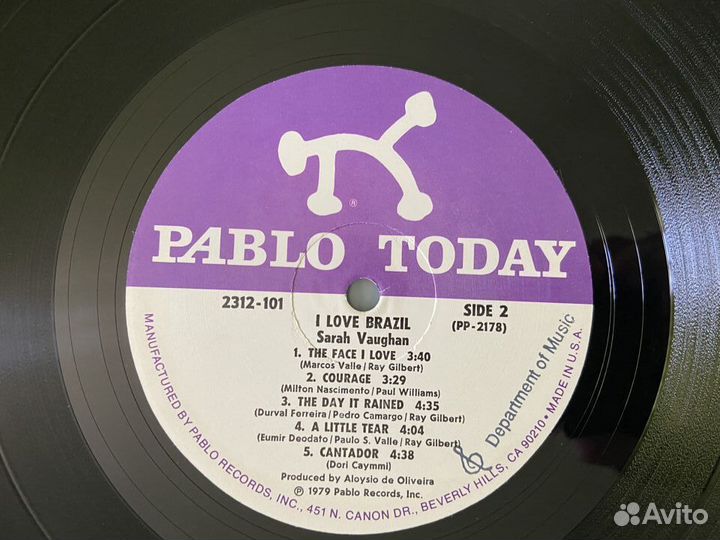 ®
PABLO TODAY
2312-101
SIDE 2
(PP-2178)
I LOVE BRAZIL
Sarah Vaughan
1. THE FACE I LOVE 3:40
(Marcos Valle/Ray Gilbert)
2. COURAGE 3:29
(Milton Nascimento/Paul Williams)
3. THE DAY IT RAINED 4:35
(Durval Ferreira/Pedro Camargo/Ray Gilbert)
4. A LITTLE TEAR 4:04
(Eumir Deodato/Paulo S. Valle/Ray Gilbert)
5. CANTADOR 4:38
(Dori Caymmi)
Produced by Aloysio de Oliveira
℗ 1979 Pablo Records, Inc.
MANUFACTURED BY PABLO RECORDS, INC., 451 N. CANON DR., BEVERLY HILLS, CA 90210 • MADE IN U.S.A.
Department of Music
Avito